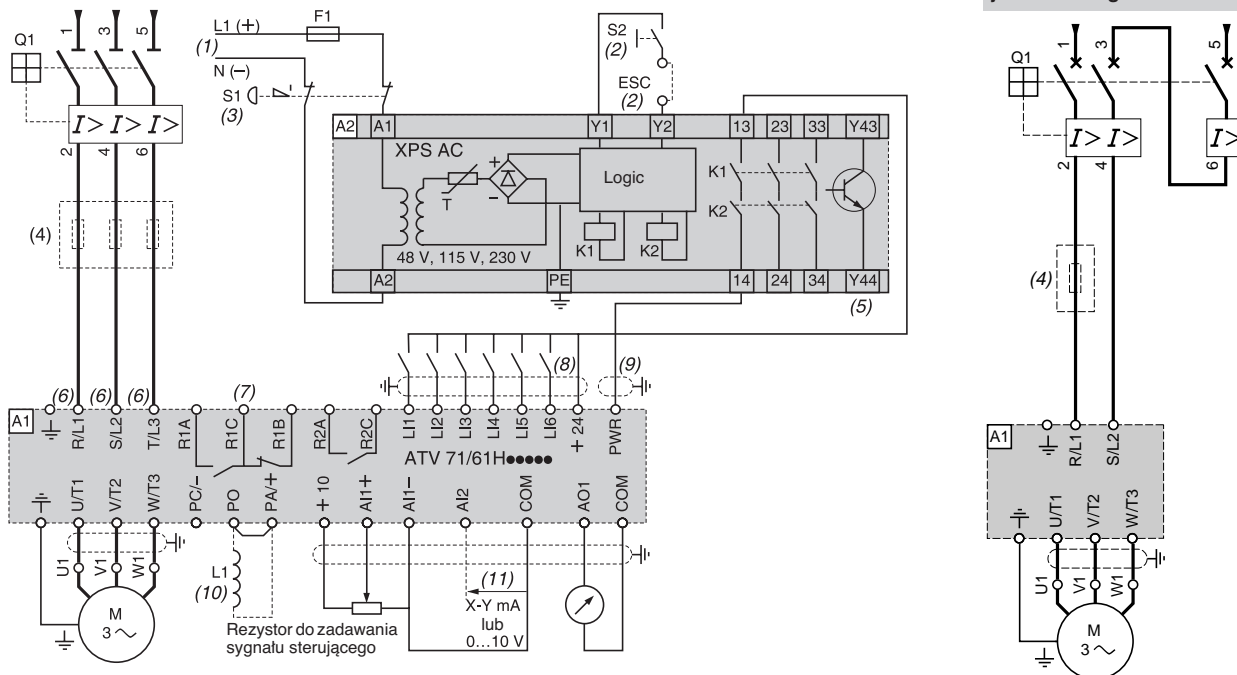 1 3 5
Q1
I> I> I>
2 4 6
(4)
L1 (+)
F1
(1)
N (−)
S1
(3)
S2
(2)
ESC
(2)
A2 A1 Y1 Y2 13 23 33 Y43
XPS AC
+
−
T
Logic
K1
K2
K1 K2
48 V, 115 V, 230 V
A2 PE 14 24 34 Y44
(5)
(6) (6) (6) (7) (8) (9)
A1
R/L1 S/L2 T/L3 R1A R1C R1B R2A R2C LI1 LI2 LI3 LI4 LI5 LI6 +24 PWR
ATV 71/61H●●●●●
U/T1 V/T2 W/T3 PC/- PO PA/+ +10 AI1+ AI1- AI2 COM AO1 COM
U1 V1 W1
M
3
L1
(10)
Rezystor do zadawania
sygnału sterującego
(11)
X-Y mA
lub
0...10 V
1 3 5
Q1
I> I> I>
2 4 6
(4)
A1
R/L1 S/L2
U/T1 V/T2 W/T3
U1 V1 W1
M
3